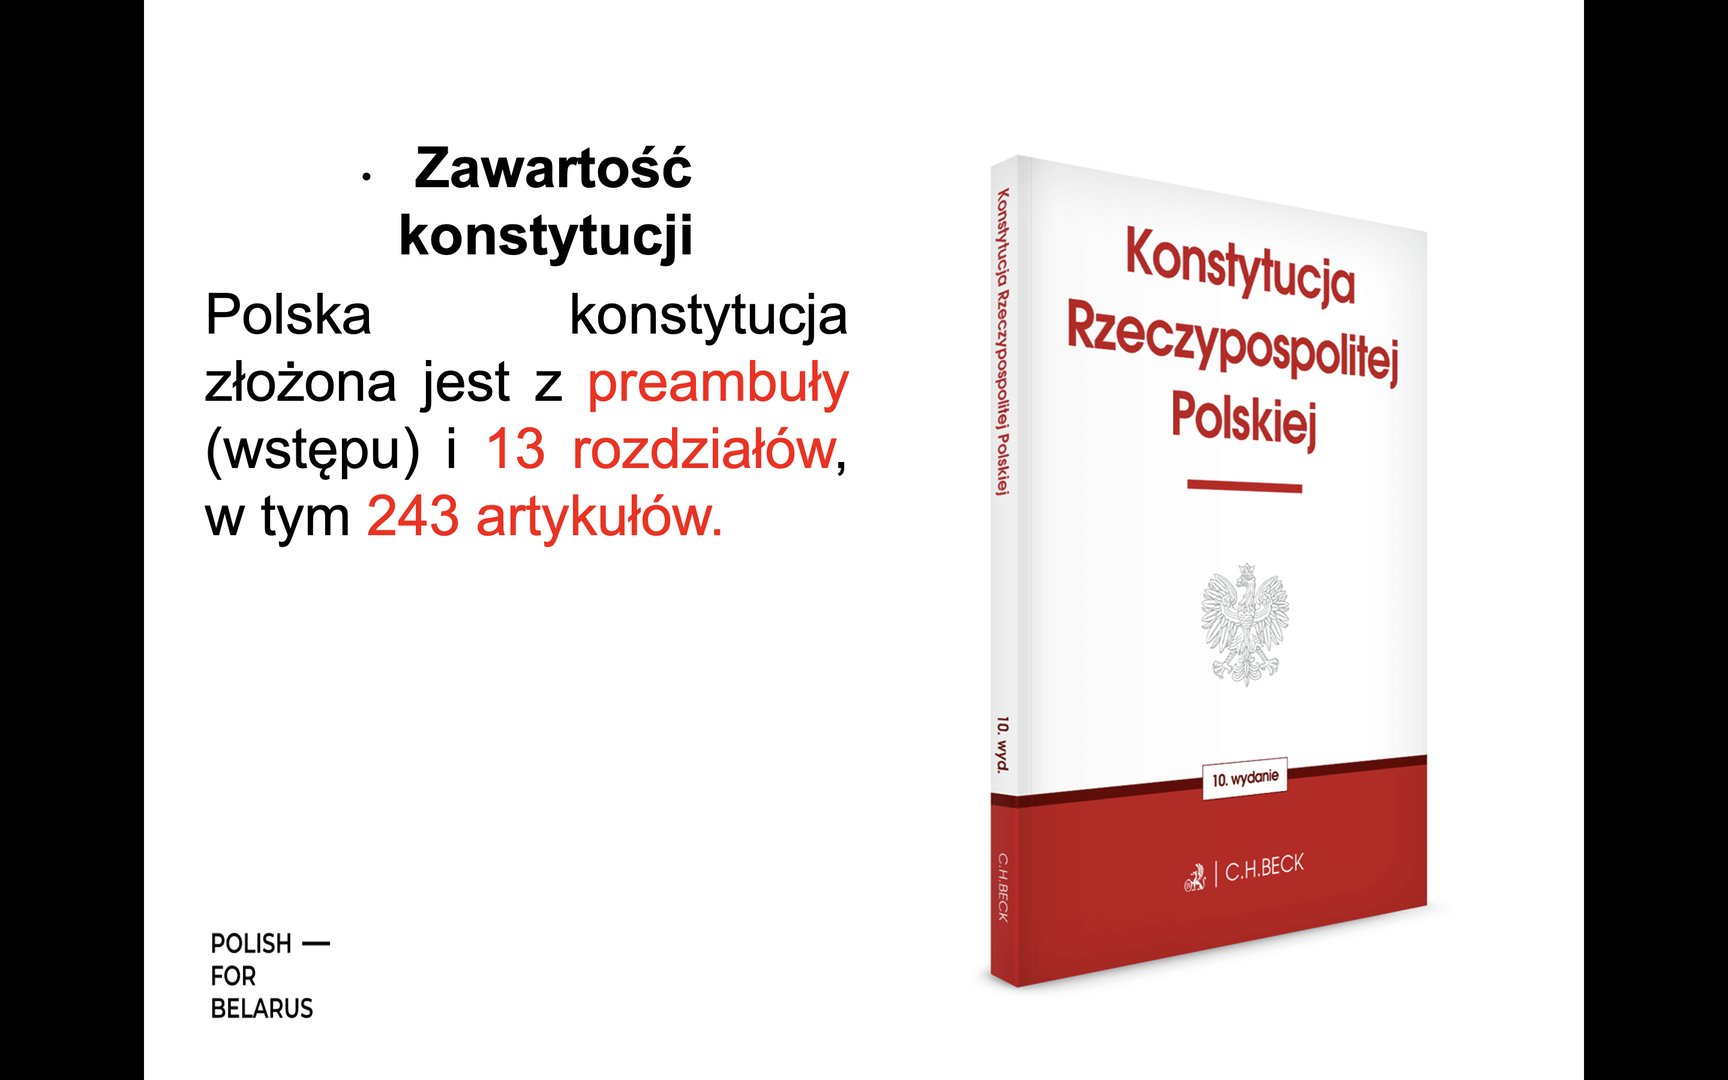 • Zawartość
konstytucji
Polska konstytucja
złożona jest z preambuły
(wstępu) i 13 rozdziałów,
w tym 243 artykułów.
POLISH —
FOR
BELARUS
Konstytucja Rzeczypospolitej Polskiej
10. wyd.
C.H.BECK
Konstytucja
Rzeczypospolitej
Polskiej
10. wydanie
C.H.BECK